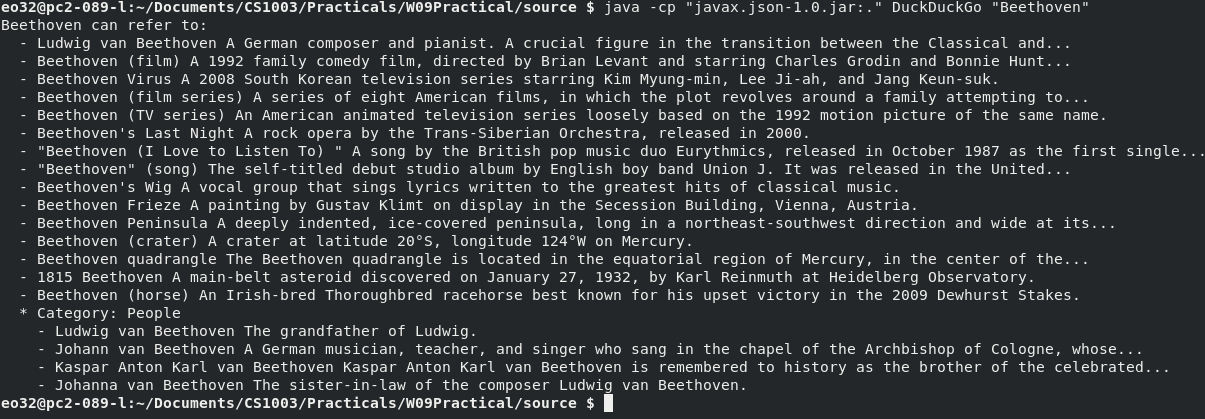 eo32@pc2-089-l:~/Documents/CS1003/Practicals/W09Practical/source $ java -cp "javax.json-1.0.jar:." DuckDuckGo "Beethoven"
Beethoven can refer to:
  - Ludwig van Beethoven A German composer and pianist. A crucial figure in the transition between the Classical and...
  - Beethoven (film) A 1992 family comedy film, directed by Brian Levant and starring Charles Grodin and Bonnie Hunt...
  - Beethoven Virus A 2008 South Korean television series starring Kim Myung-min, Lee Ji-ah, and Jang Keun-suk.
  - Beethoven (film series) A series of eight American films, in which the plot revolves around a family attempting to...
  - Beethoven (TV series) An American animated television series loosely based on the 1992 motion picture of the same name.
  - Beethoven's Last Night A rock opera by the Trans-Siberian Orchestra, released in 2000.
  - "Beethoven (I Love to Listen To) " A song by the British pop music duo Eurythmics, released in October 1987 as the first single...
  - "Beethoven" (song) The self-titled debut studio album by English boy band Union J. It was released in the United...
  - Beethoven's Wig A vocal group that sings lyrics written to the greatest hits of classical music.
  - Beethoven Frieze A painting by Gustav Klimt on display in the Secession Building, Vienna, Austria.
  - Beethoven Peninsula A deeply indented, ice-covered peninsula, long in a northeast-southwest direction and wide at its...
  - Beethoven (crater) A crater at latitude 20°S, longitude 124°W on Mercury.
  - Beethoven quadrangle The Beethoven quadrangle is located in the equatorial region of Mercury, in the center of the...
  - 1815 Beethoven A main-belt asteroid discovered on January 27, 1932, by Karl Reinmuth at Heidelberg Observatory.
  - Beethoven (horse) An Irish-bred Thoroughbred racehorse best known for his upset victory in the 2009 Dewhurst Stakes.
  * Category: People
    - Ludwig van Beethoven The grandfather of Ludwig.
    - Johann van Beethoven A German musician, teacher, and singer who sang in the chapel of the Archbishop of Cologne, whose...
    - Kaspar Anton Karl van Beethoven Kaspar Anton Karl van Beethoven is remembered to history as the brother of the celebrated...
    - Johanna van Beethoven The sister-in-law of the composer Ludwig van Beethoven.
eo32@pc2-089-l:~/Documents/CS1003/Practicals/W09Practical/source $